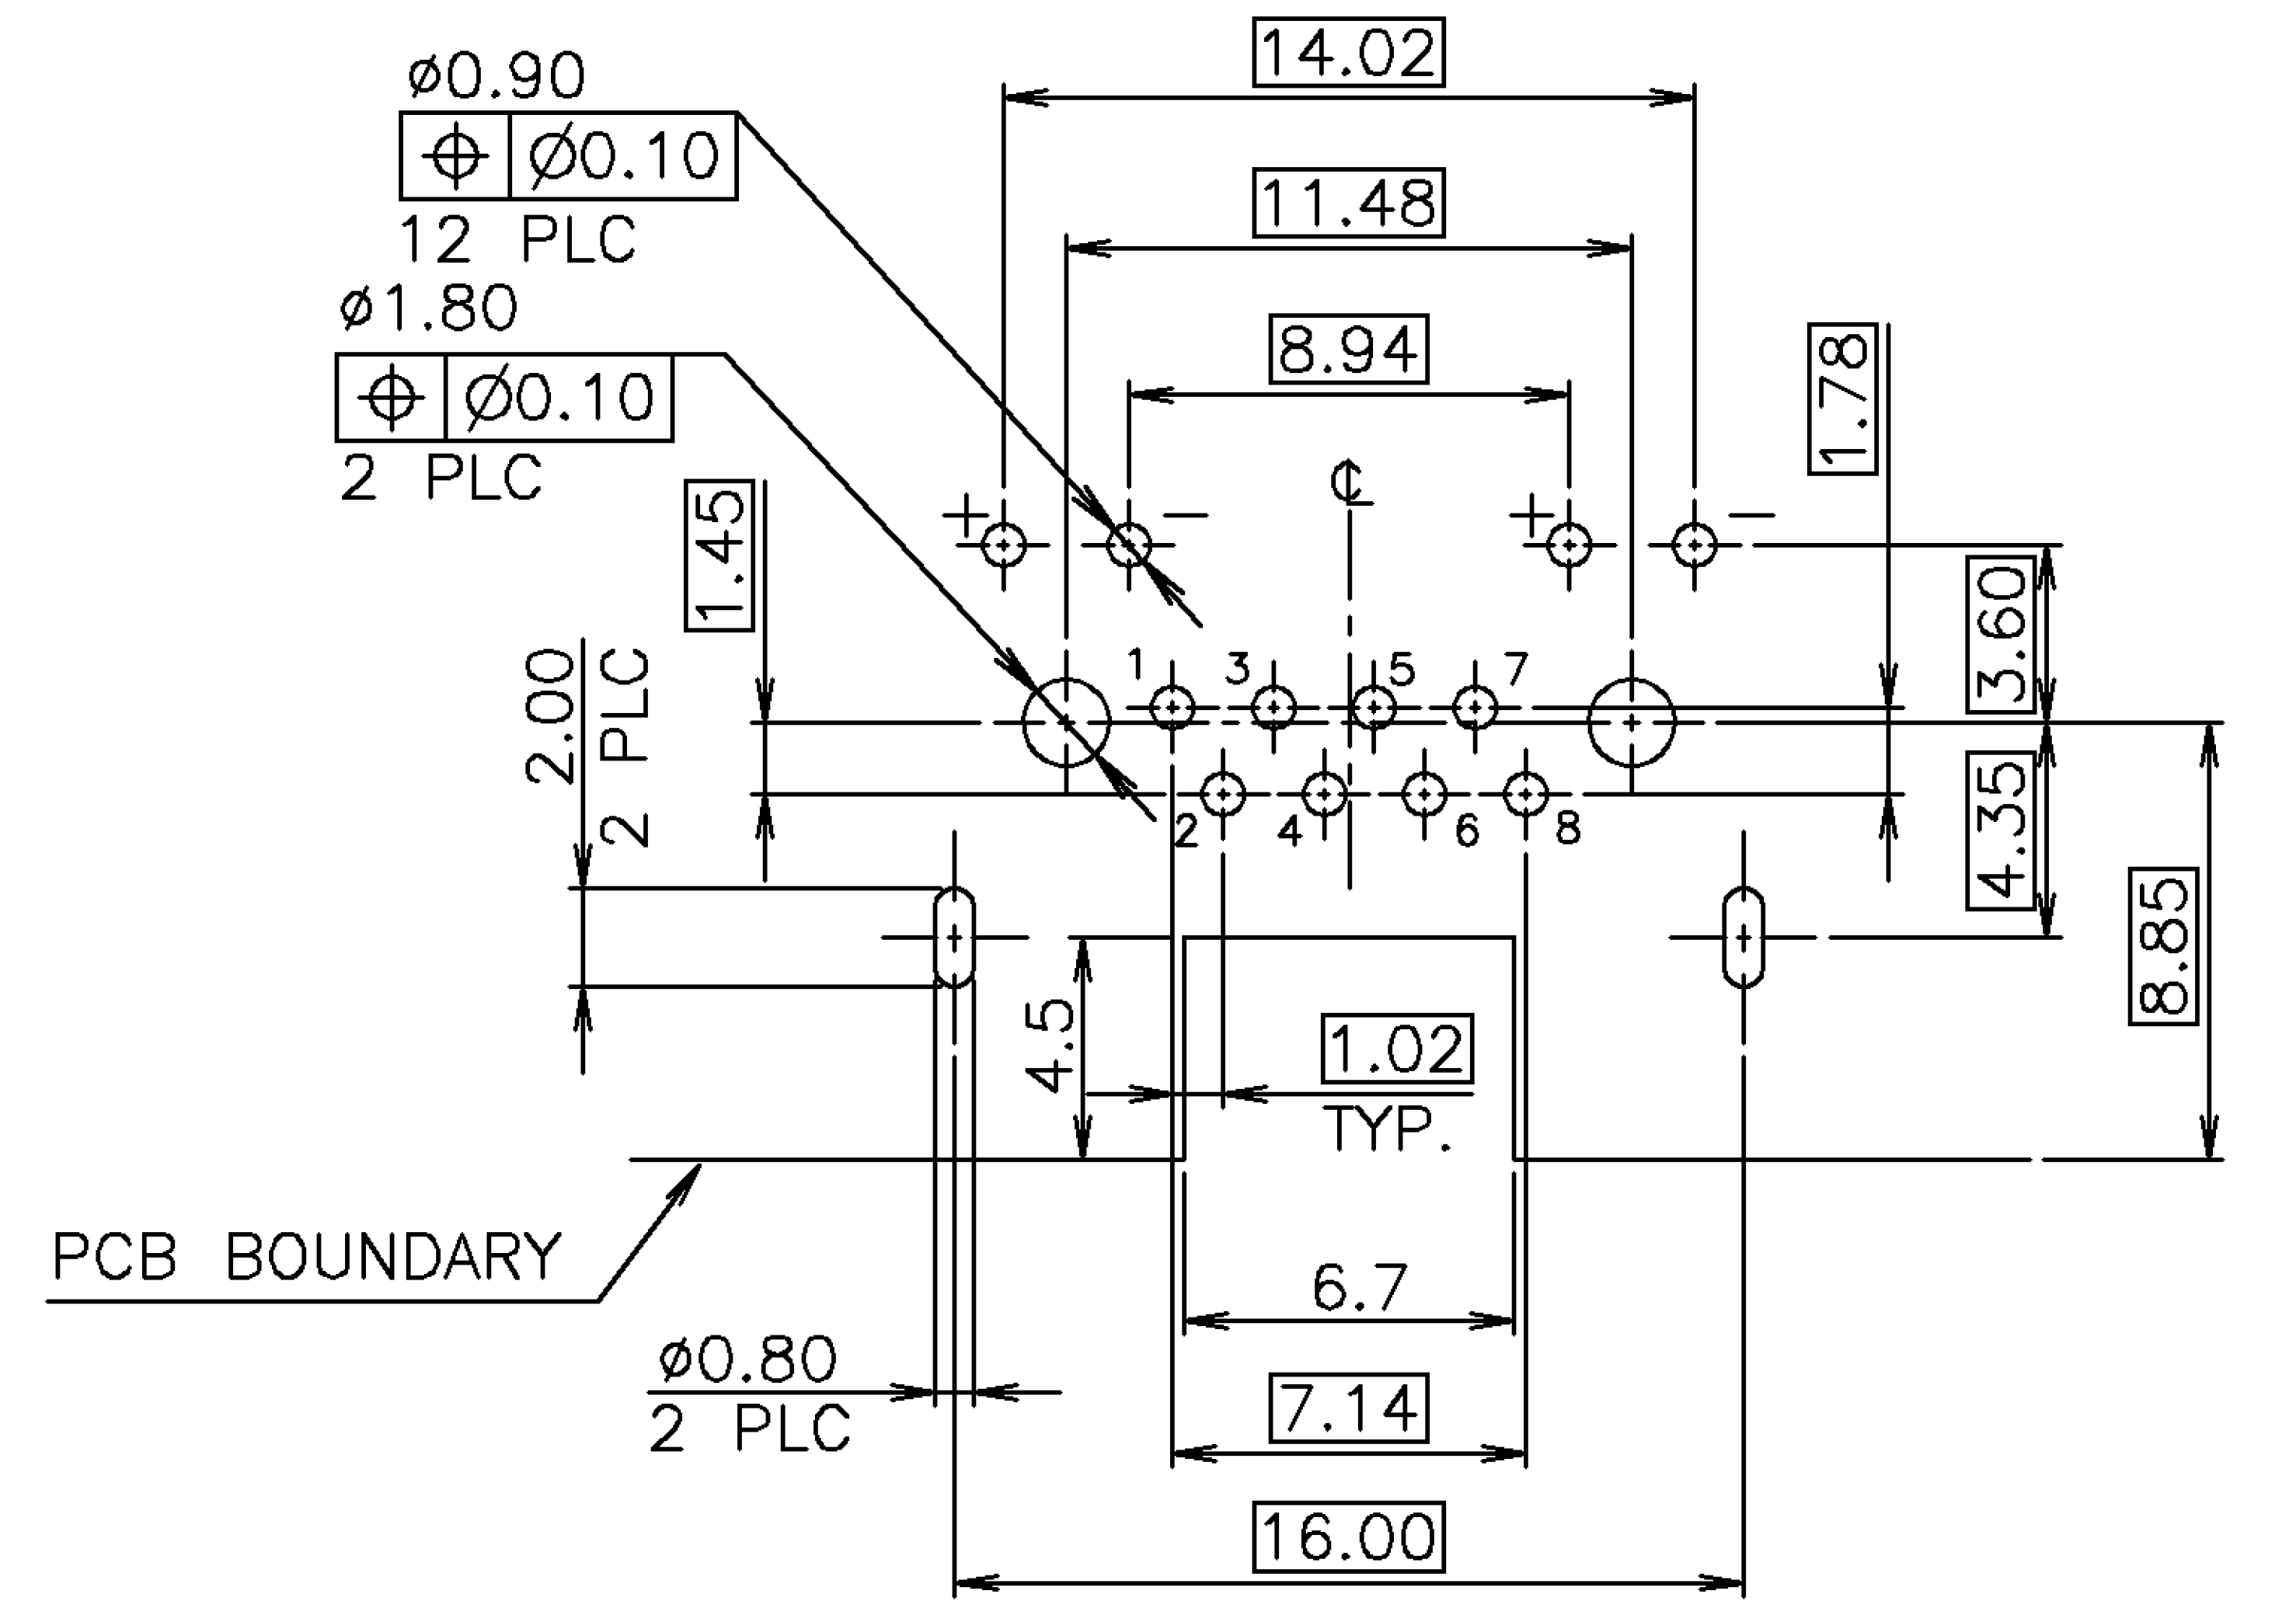 14.02
ø0.90
⌖ Ø0.10
12 PLC
11.48
ø1.80
⌖ Ø0.10
2 PLC
8.94
1.78
℄
1.45
+ − + −
3.60
2.00
2 PLC
1 3 5 7
2 4 6 8
4.35
8.85
4.5
1.02
TYP.
PCB BOUNDARY
6.7
ø0.80
2 PLC
7.14
16.00